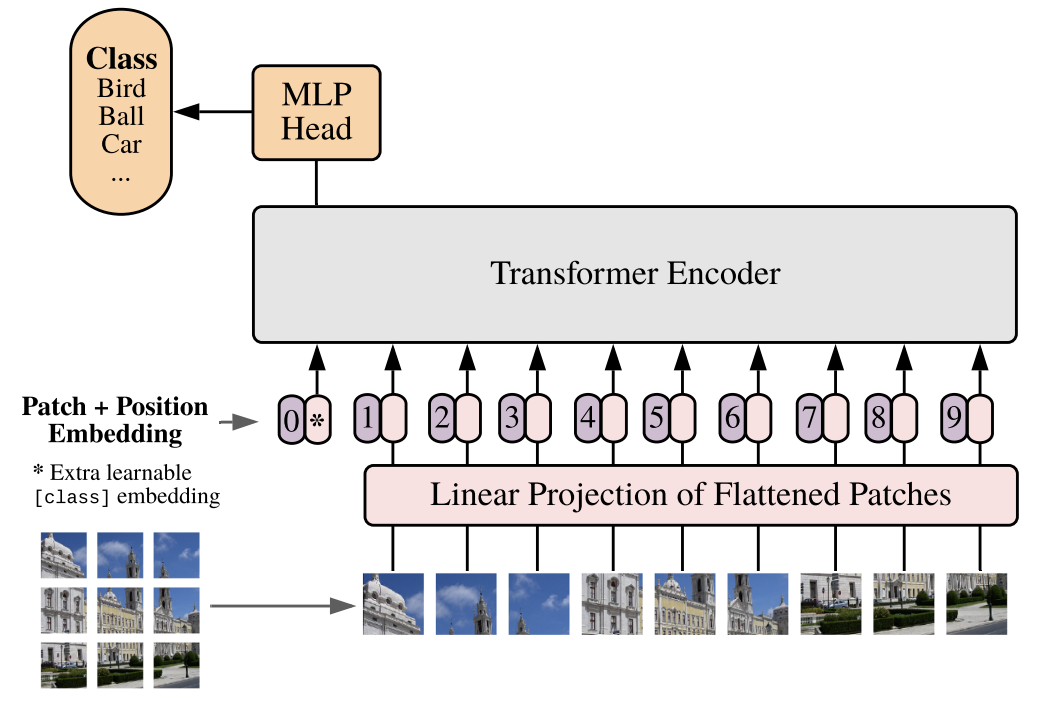 Class
Bird
Ball
Car
...
MLP
Head
Transformer Encoder
Patch + Position
Embedding
0 * 1 2 3 4 5 6 7 8 9
* Extra learnable
[class] embedding
Linear Projection of Flattened Patches